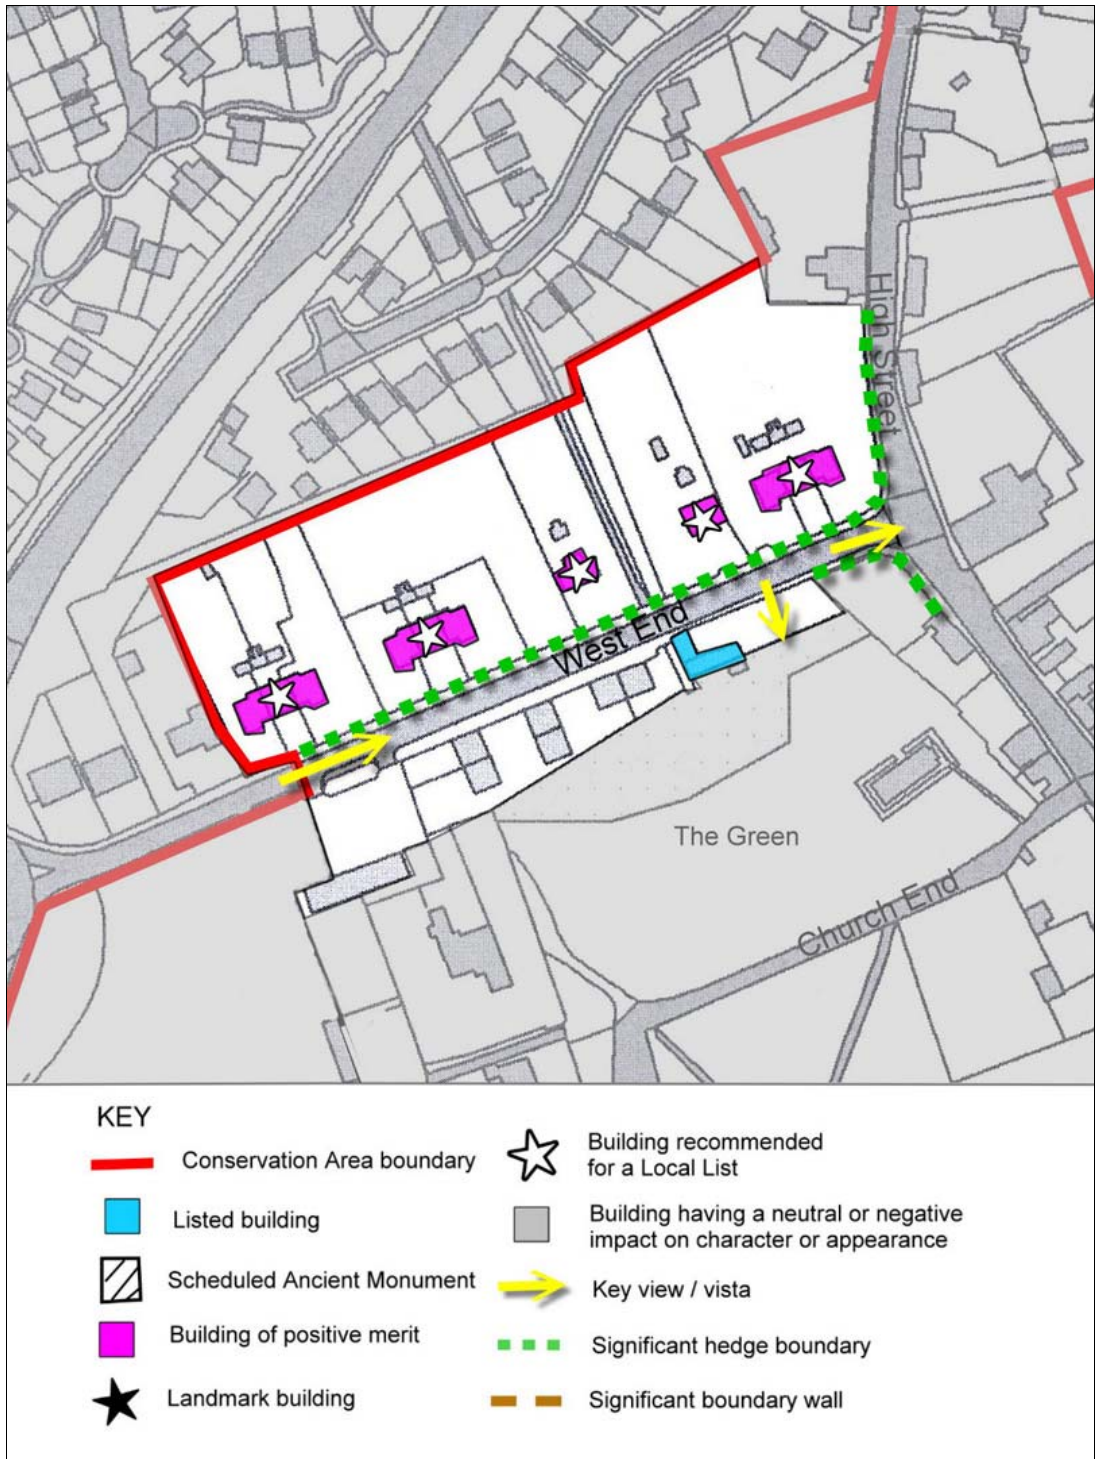 High Street
West End
The Green
Church End
KEY
Conservation Area boundary
Listed building
Scheduled Ancient Monument
Building of positive merit
Landmark building
Building recommended
for a Local List
Building having a neutral or negative
impact on character or appearance
Key view / vista
Significant hedge boundary
Significant boundary wall